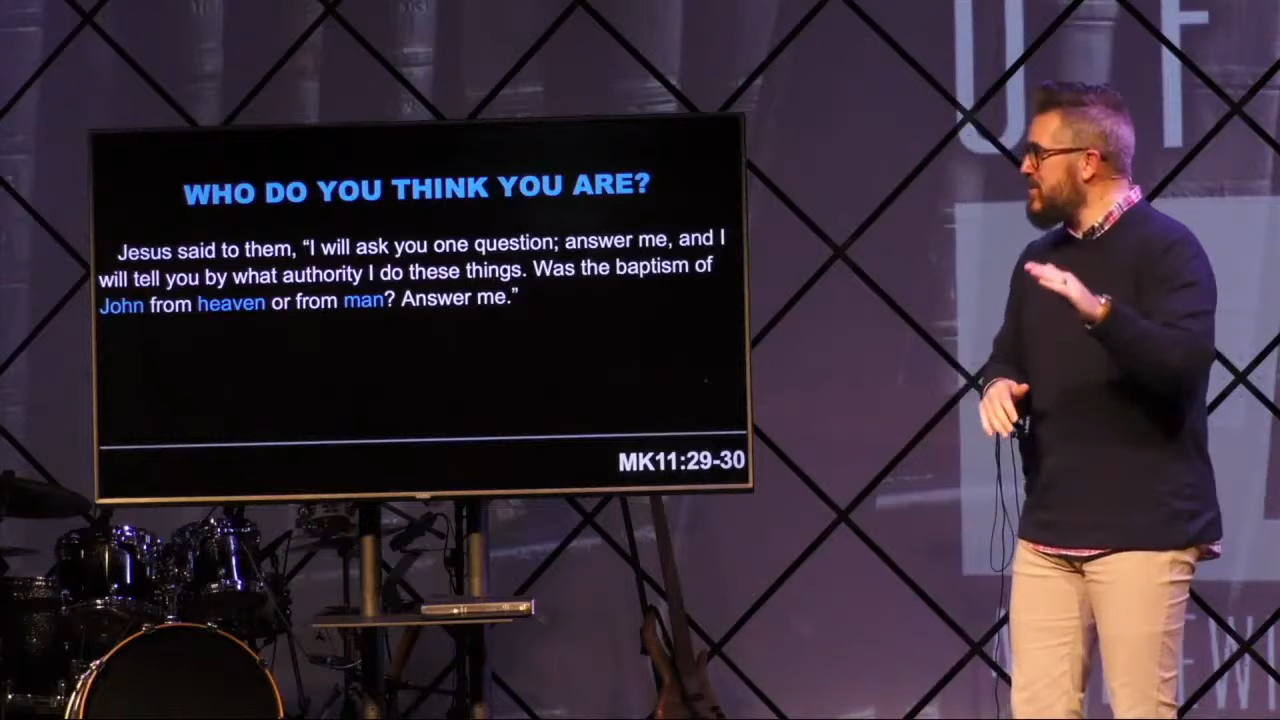 WHO DO YOU THINK YOU ARE?
Jesus said to them, “I will ask you one question; answer me, and I
will tell you by what authority I do these things. Was the baptism of
John from heaven or from man? Answer me.”
MK11:29-30
OF